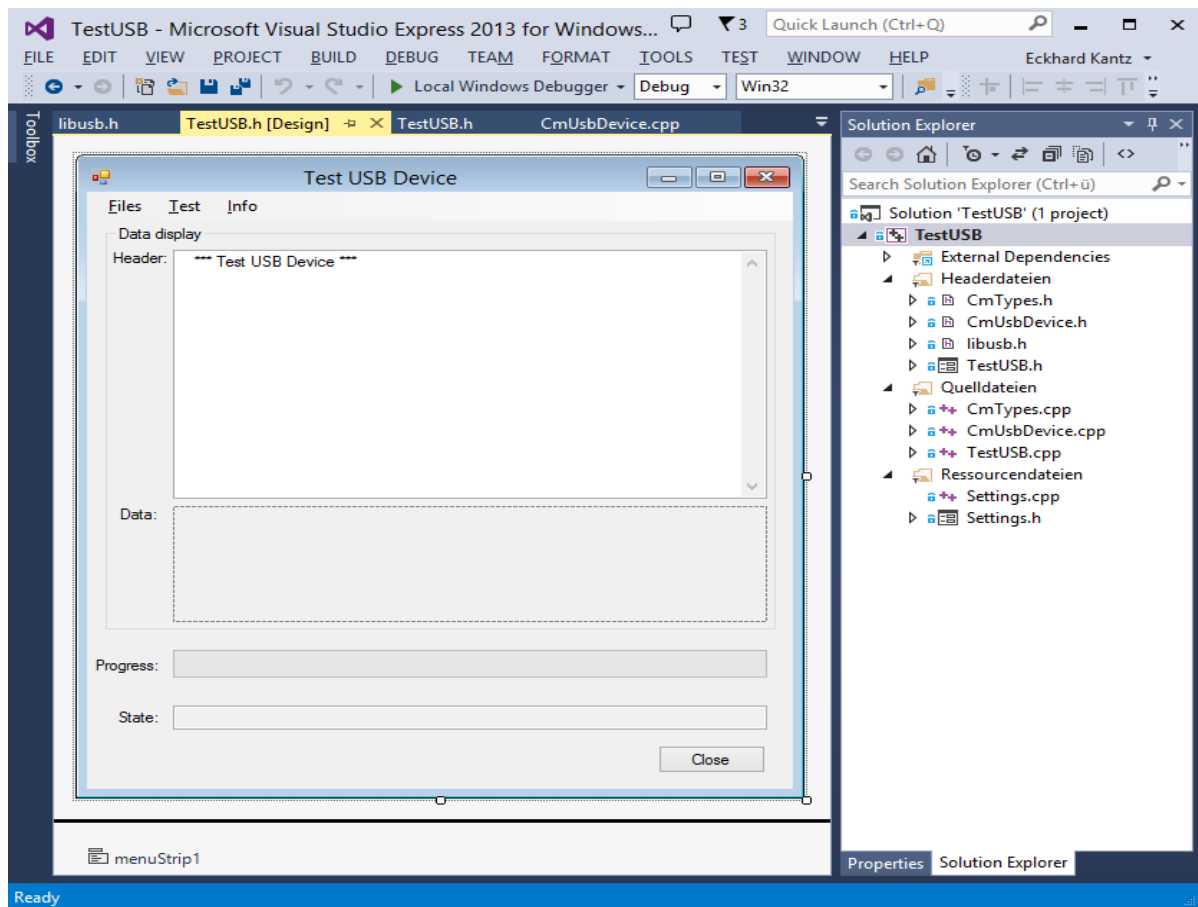 TestUSB - Microsoft Visual Studio Express 2013 for Windows... 3 Quick Launch (Ctrl+Q)
FILE EDIT VIEW PROJECT BUILD DEBUG TEAM FORMAT TOOLS TEST WINDOW HELP Eckhard Kantz
Local Windows Debugger Debug Win32
Toolbox
libusb.h TestUSB.h [Design] TestUSB.h CmUsbDevice.cpp
Test USB Device
Files Test Info
Data display
Header: *** Test USB Device ***
Data:
Progress:
State:
Close
menuStrip1
Solution Explorer
Search Solution Explorer (Ctrl+ü)
Solution 'TestUSB' (1 project)
TestUSB
External Dependencies
Headerdateien
CmTypes.h
CmUsbDevice.h
libusb.h
TestUSB.h
Quelldateien
CmTypes.cpp
CmUsbDevice.cpp
TestUSB.cpp
Ressourcendateien
Settings.cpp
Settings.h
Properties Solution Explorer
Ready